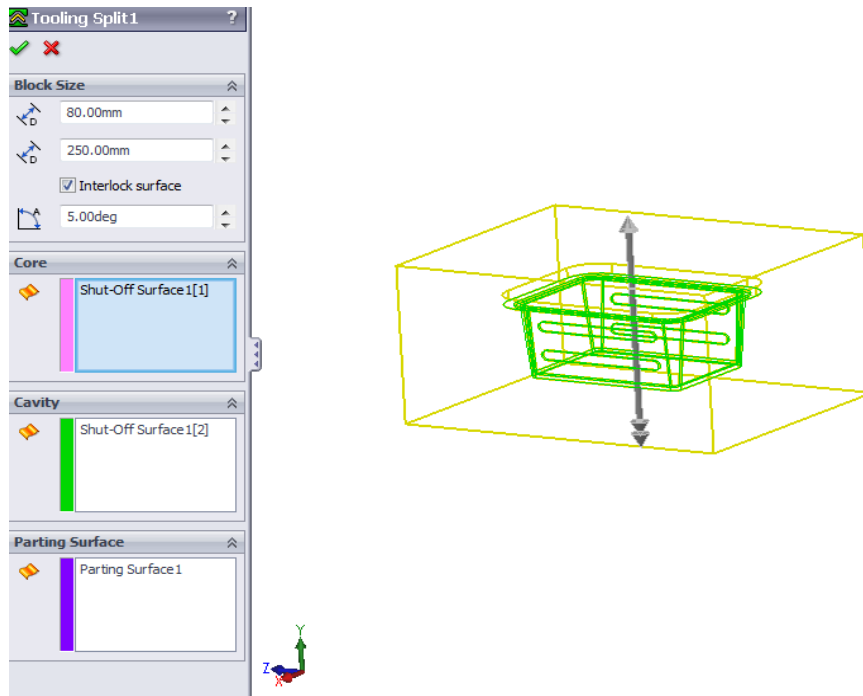 Tooling Split1 ?
Block Size
D
80.00mm
D
250.00mm
Interlock surface
A
5.00deg
Core
Shut-Off Surface1[1]
Cavity
Shut-Off Surface1[2]
Parting Surface
Parting Surface1
Y
Z
X